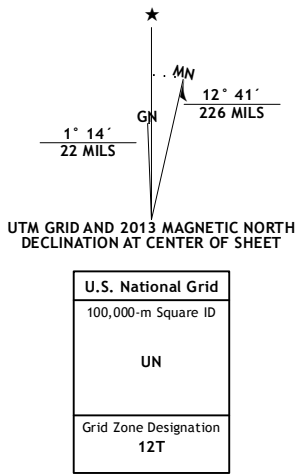 MN
GN
12° 41´
226 MILS
1° 14´
22 MILS
UTM GRID AND 2013 MAGNETIC NORTH
DECLINATION AT CENTER OF SHEET
U.S. National Grid
100,000-m Square ID
UN
Grid Zone Designation
12T